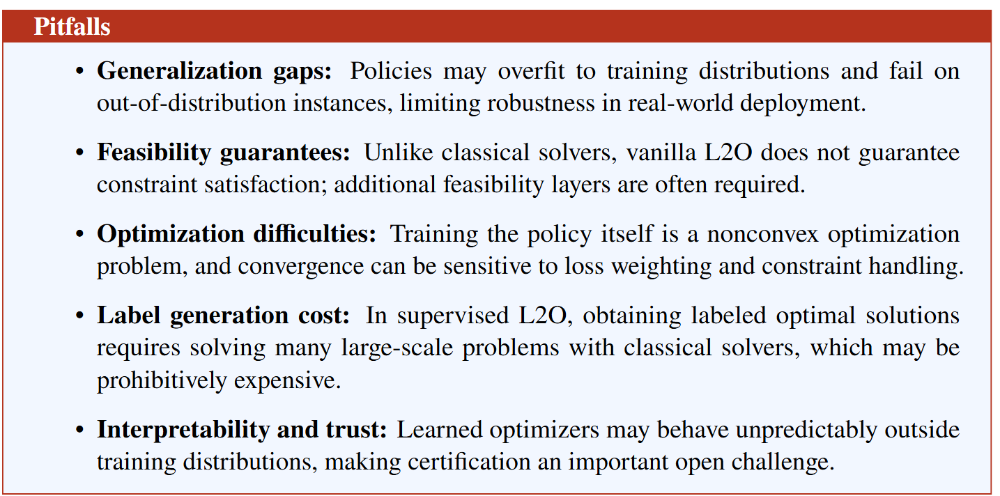 Pitfalls
• Generalization gaps: Policies may overfit to training distributions and fail on
out-of-distribution instances, limiting robustness in real-world deployment.
• Feasibility guarantees: Unlike classical solvers, vanilla L2O does not guarantee
constraint satisfaction; additional feasibility layers are often required.
• Optimization difficulties: Training the policy itself is a nonconvex optimization
problem, and convergence can be sensitive to loss weighting and constraint handling.
• Label generation cost: In supervised L2O, obtaining labeled optimal solutions
requires solving many large-scale problems with classical solvers, which may be
prohibitively expensive.
• Interpretability and trust: Learned optimizers may behave unpredictably outside
training distributions, making certification an important open challenge.